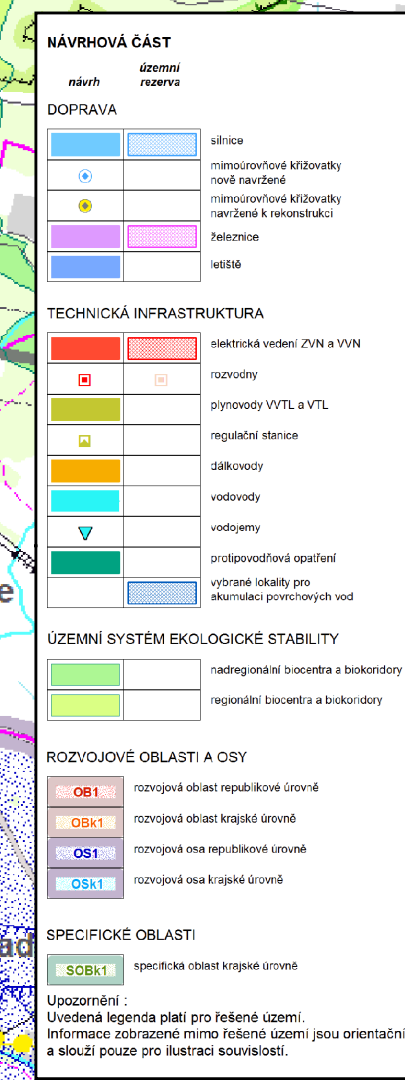 NÁVRHOVÁ ČÁST
návrh
územní
rezerva
DOPRAVA
silnice
mimoúrovňové křižovatky
nově navržené
mimoúrovňové křižovatky
navržené k rekonstrukci
železnice
letiště
TECHNICKÁ INFRASTRUKTURA
elektrická vedení ZVN a VVN
rozvodny
plynovody VVTL a VTL
regulační stanice
dálkovody
vodovody
vodojemy
protipovodňová opatření
vybrané lokality pro
akumulaci povrchových vod
e
ÚZEMNÍ SYSTÉM EKOLOGICKÉ STABILITY
nadregionální biocentra a biokoridory
regionální biocentra a biokoridory
ROZVOJOVÉ OBLASTI A OSY
OB1 rozvojová oblast republikové úrovně
OBk1 rozvojová oblast krajské úrovně
OS1 rozvojová osa republikové úrovně
OSk1 rozvojová osa krajské úrovně
ad
SPECIFICKÉ OBLASTI
SOBk1 specifická oblast krajské úrovně
Upozornění :
Uvedená legenda platí pro řešené území.
Informace zobrazené mimo řešené území jsou orientační
a slouží pouze pro ilustraci souvislostí.